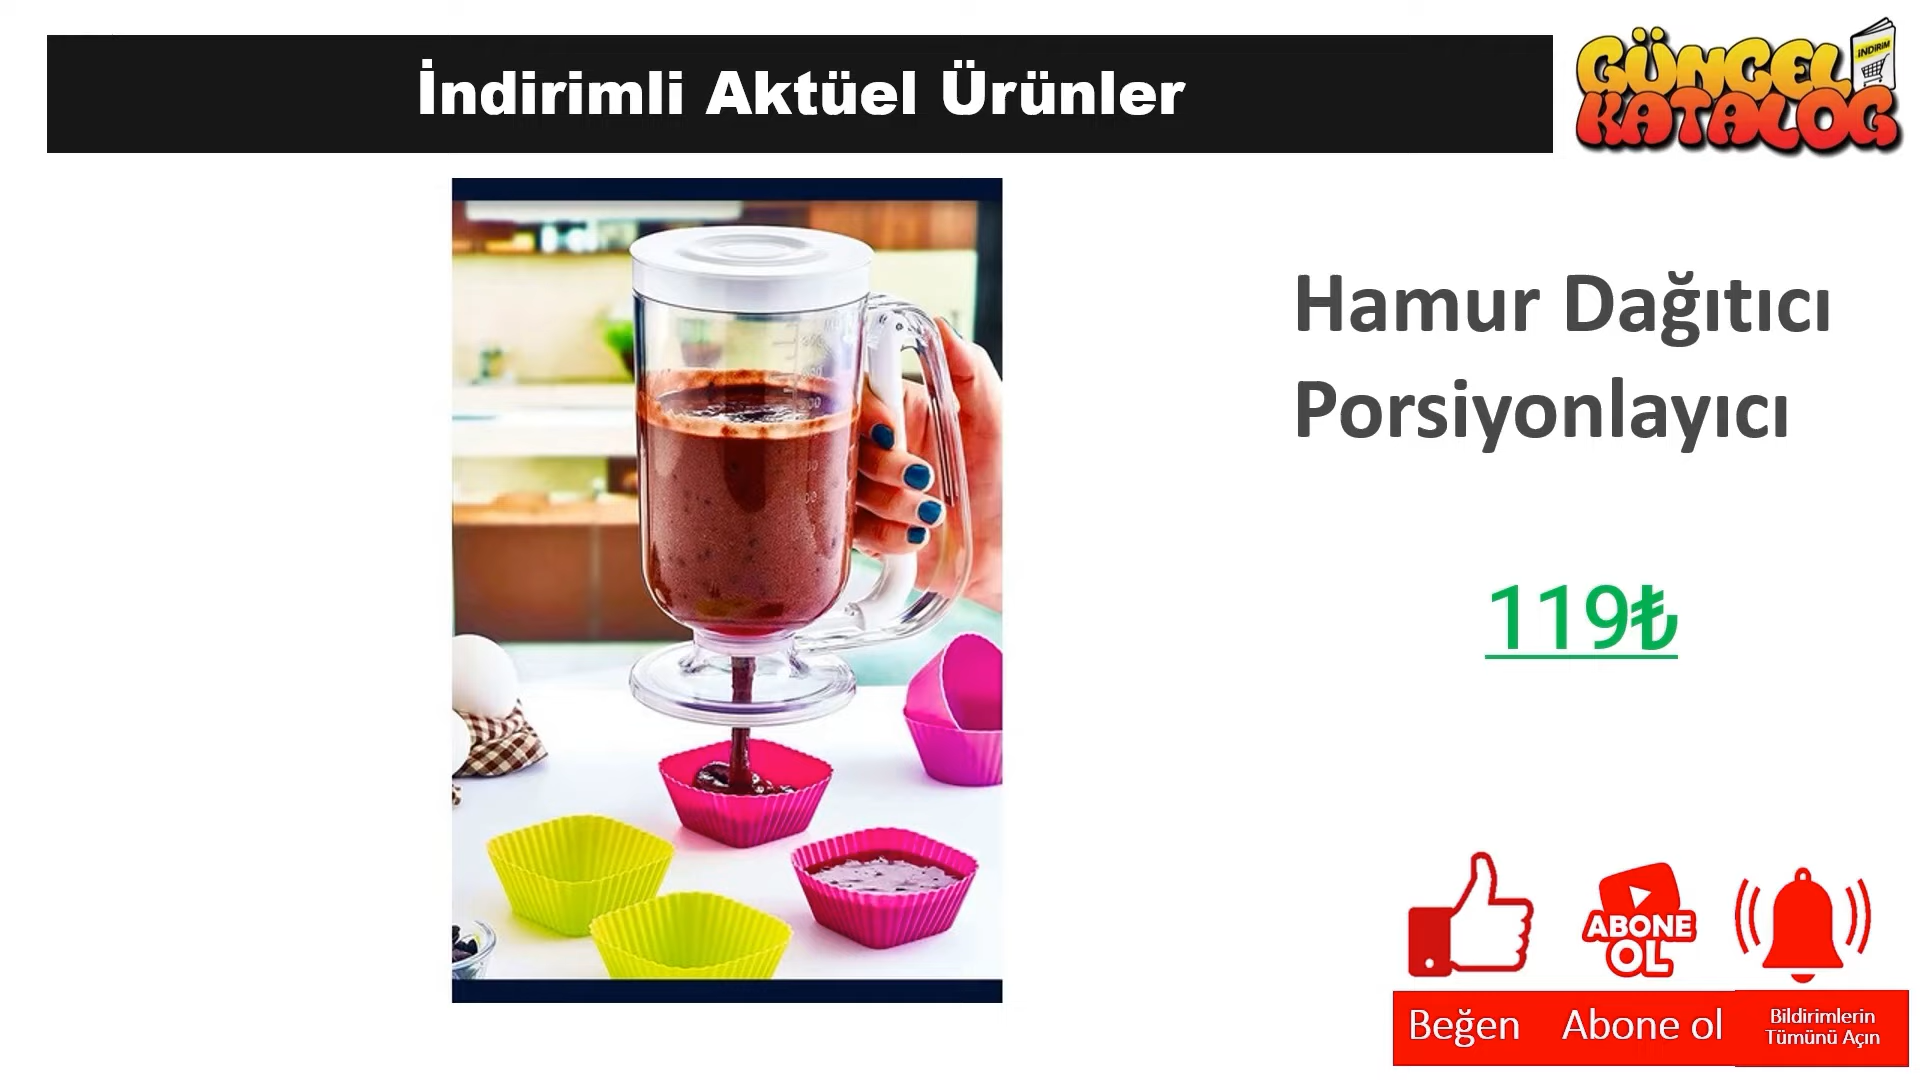 İndirimli Aktüel Ürünler
GÜNCEL
KATALOG
İNDİRİM
Hamur Dağıtıcı
Porsiyonlayıcı
119₺
ABONE
OL
Beğen
Abone ol
Bildirimlerin
Tümünü Açın